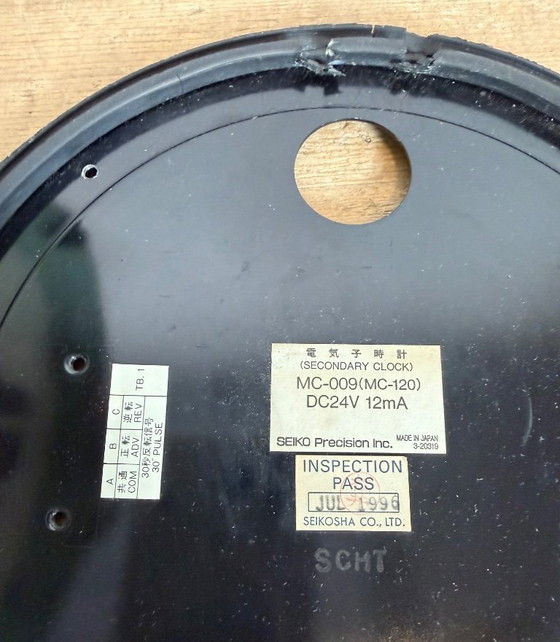 電気子時計
(SECONDARY CLOCK)
MC-009(MC-120)
DC24V 12mA
SEIKO Precision Inc.
MADE IN JAPAN
3-20319
INSPECTION
PASS
JUL 1996
SEIKOSHA CO., LTD.
SCMT
A B C TB.1
共通 正転 逆転
COM ADV REV
30秒反転信号
30" PULSE